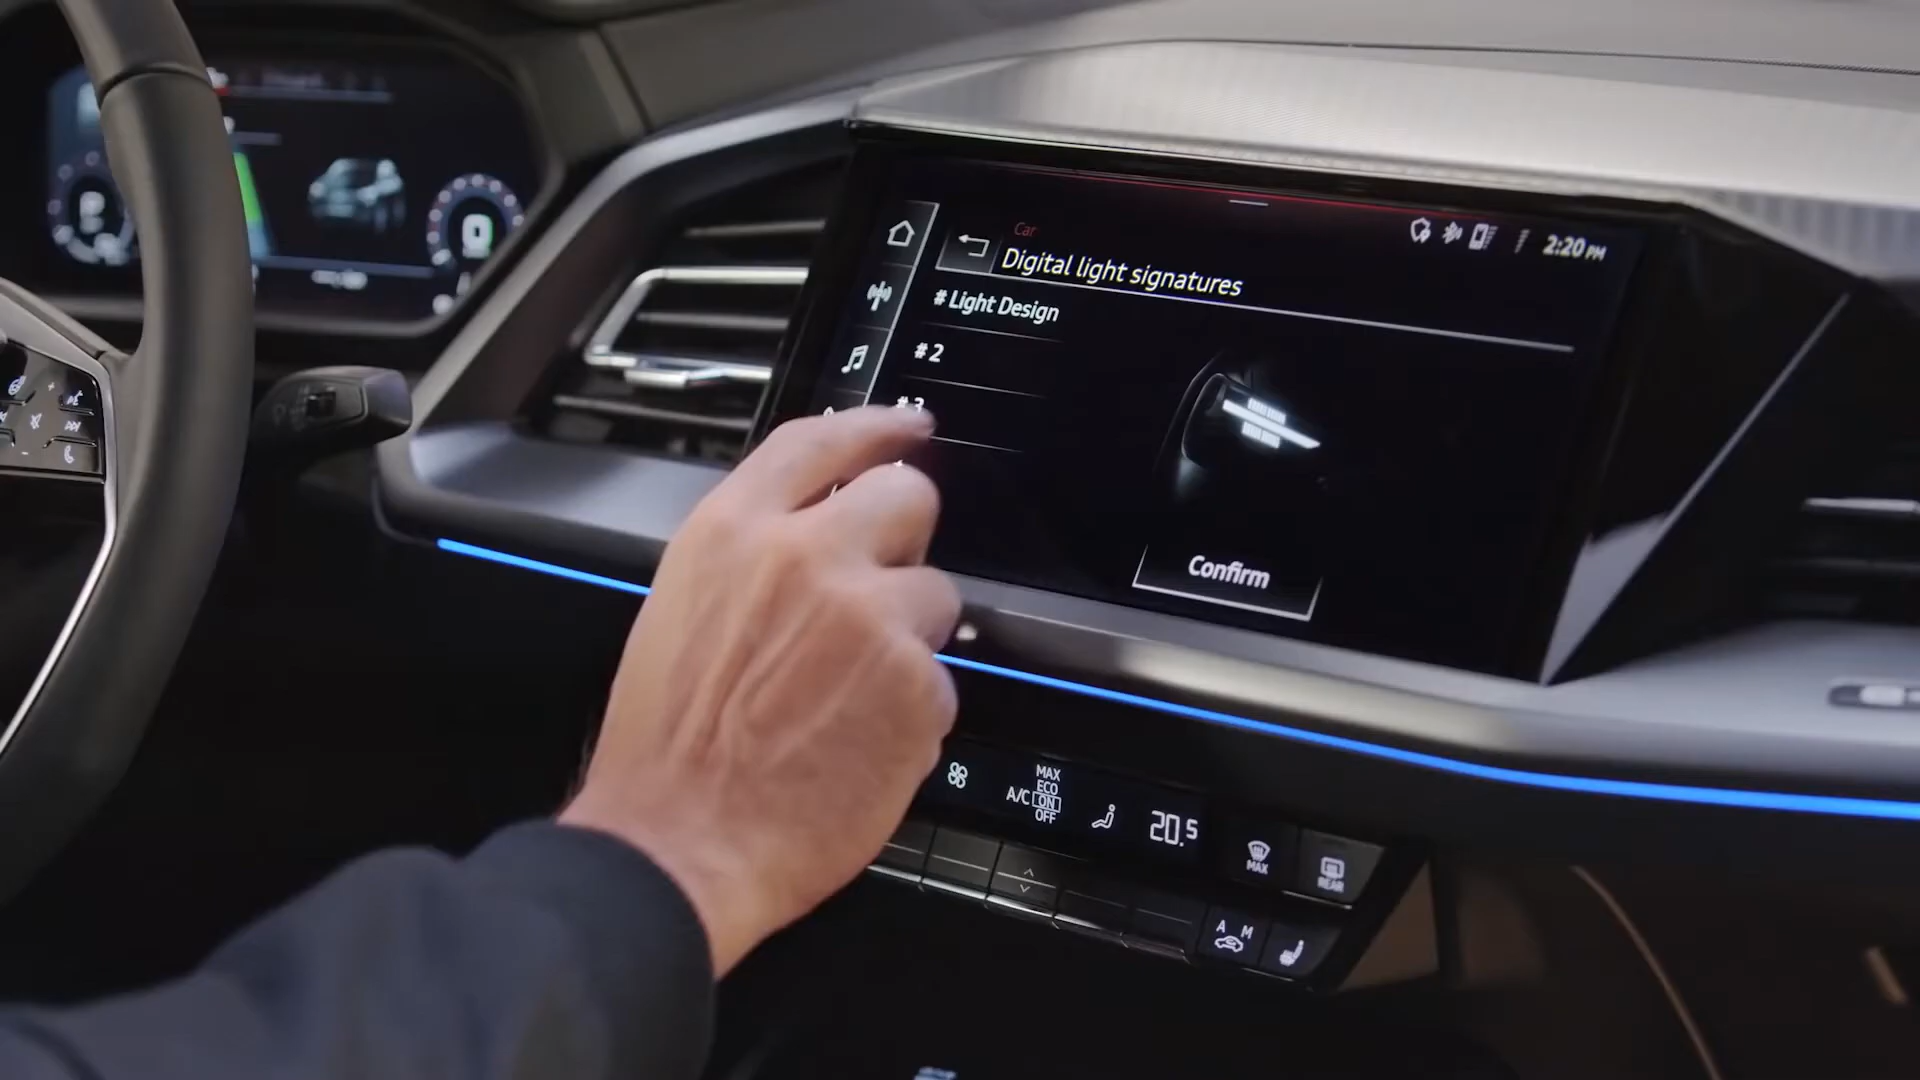 Car
2:20 PM
Digital light signatures
# Light Design
# 2
# 3
Confirm
MAX
ECO
A/C ON
OFF
20.5
MAX
REAR
A M